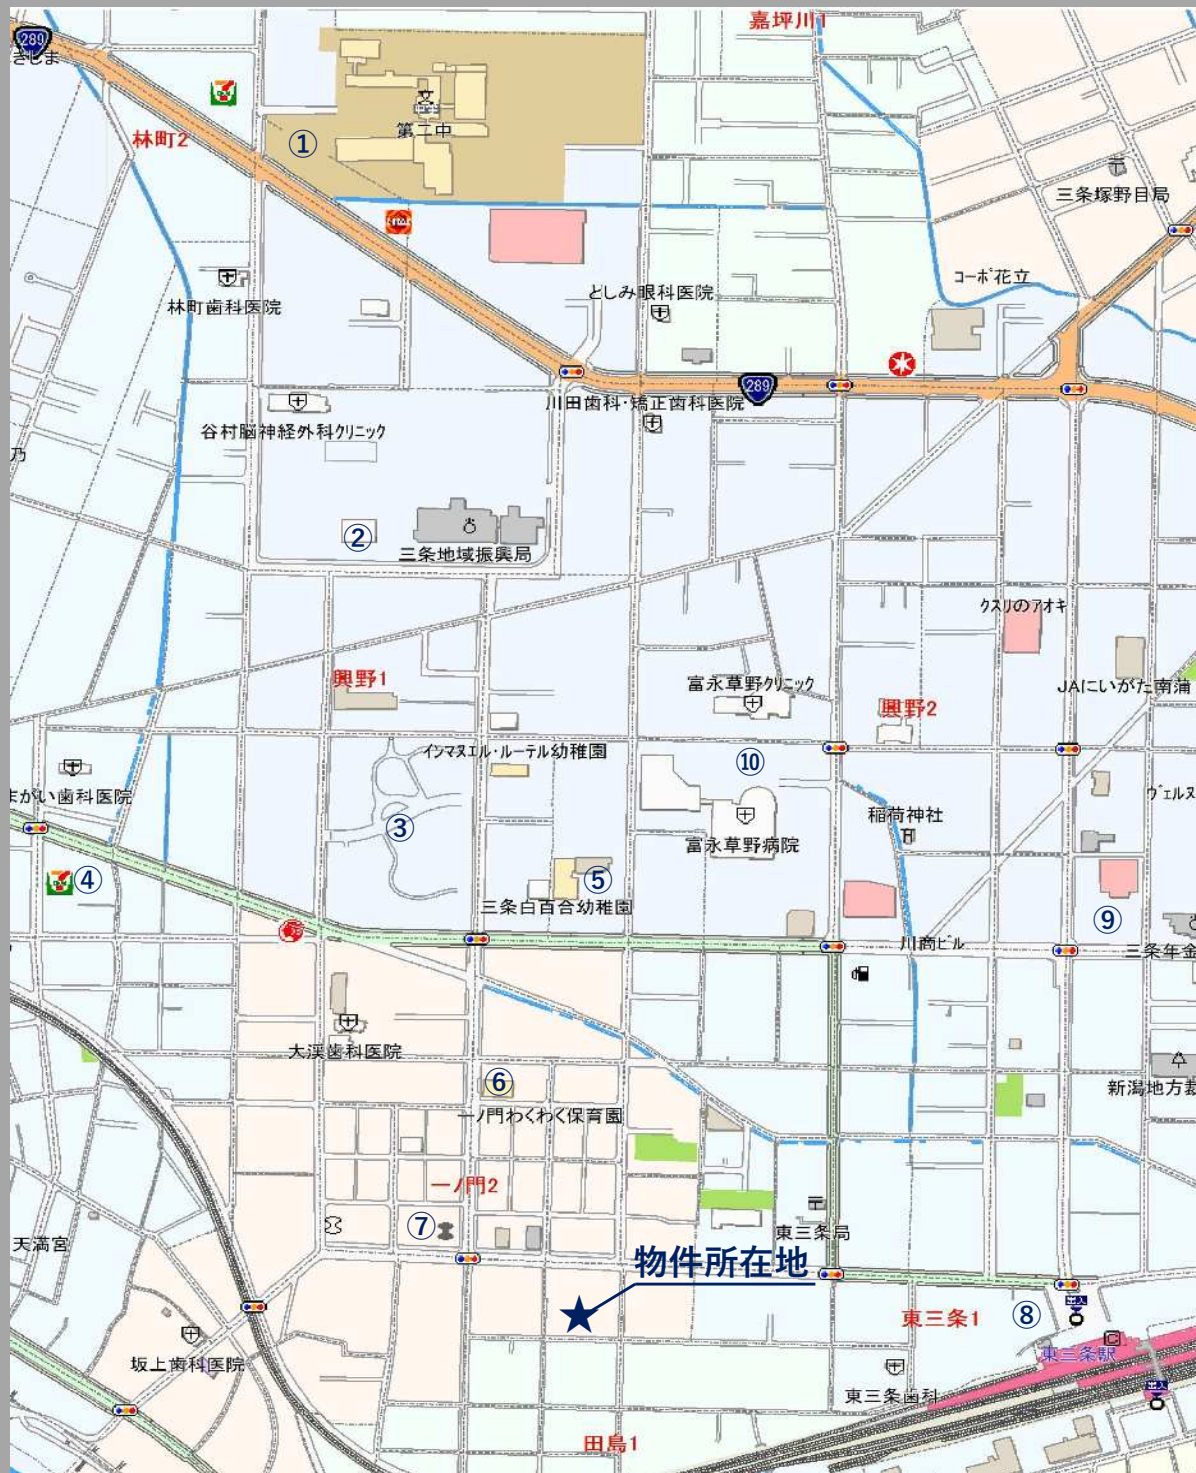 嘉坪川1
289
きじま
第二中
①
林町2
三条塚野目局
コーポ花立
としみ眼科医院
林町歯科医院
289
川田歯科・矯正歯科医院
谷村脳神経外科クリニック
乃
②
三条地域振興局
クスリのアオキ
興野1
富永草野クリニック
JAにいがた南蒲
興野2
インマヌエル・ルーテル幼稚園
⑩
まがい歯科医院
ヴェルヌ
稲荷神社
③
富永草野病院
④
⑤
三条白百合幼稚園
⑨
川商ビル
三条年金
大渓歯科医院
⑥
新潟地方裁
一ノ門わくわく保育園
一ノ門2
⑦
東三条局
天満宮
物件所在地
★
出入
東三条1
⑧
東三条駅
坂上歯科医院
東三条歯科
出入
田島1